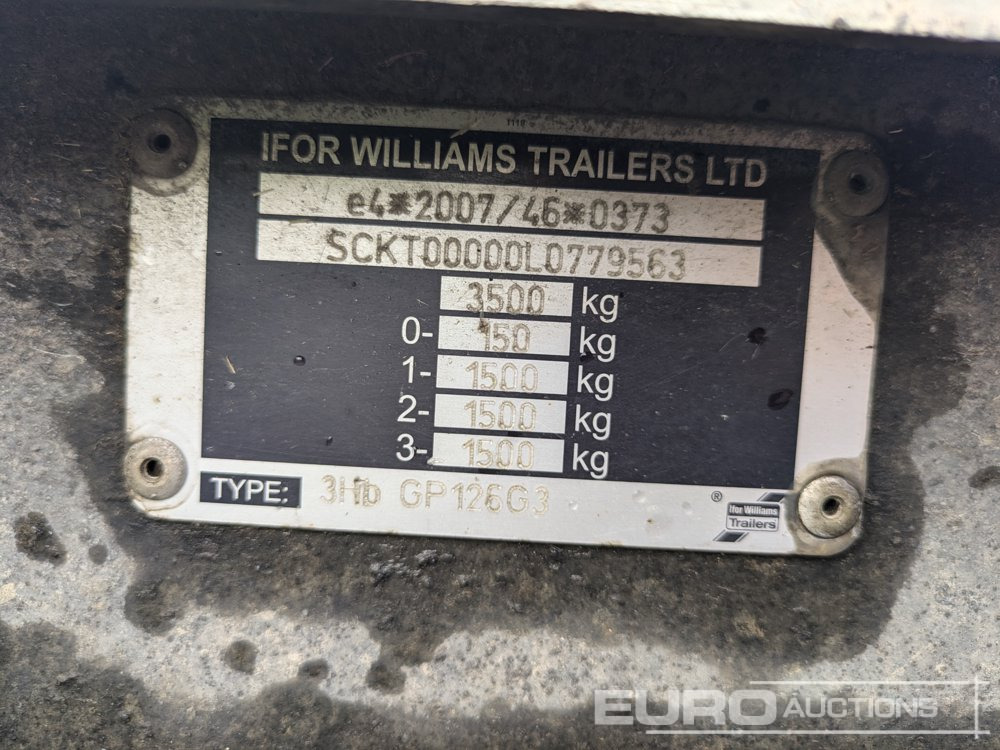 1118
IFOR WILLIAMS TRAILERS LTD
e4*2007/46*0373
SCKT00000L0779563
3500 kg
0- 150 kg
1- 1500 kg
2- 1500 kg
3- 1500 kg
TYPE: 3Hb GP126G3
®
Ifor Williams
Trailers
EURO AUCTIONS